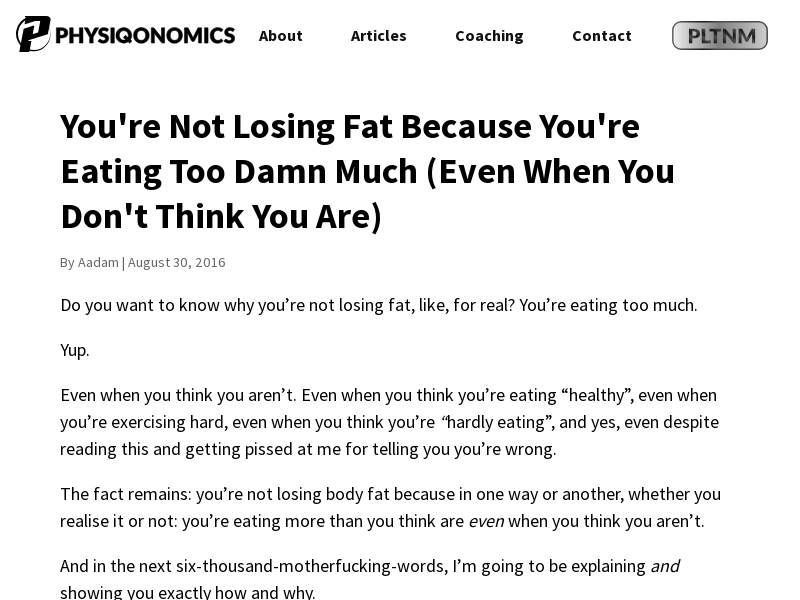 PHYSIQONOMICS
About
Articles
Coaching
Contact
PLTNM
You're Not Losing Fat Because You're
Eating Too Damn Much (Even When You
Don't Think You Are)
By Aadam | August 30, 2016
Do you want to know why you’re not losing fat, like, for real? You’re eating too much.
Yup.
Even when you think you aren’t. Even when you think you’re eating “healthy”, even when
you’re exercising hard, even when you think you’re “hardly eating”, and yes, even despite
reading this and getting pissed at me for telling you you’re wrong.
The fact remains: you’re not losing body fat because in one way or another, whether you
realise it or not: you’re eating more than you think are even when you think you aren’t.
And in the next six-thousand-motherfucking-words, I’m going to be explaining and
showing you exactly how and why.